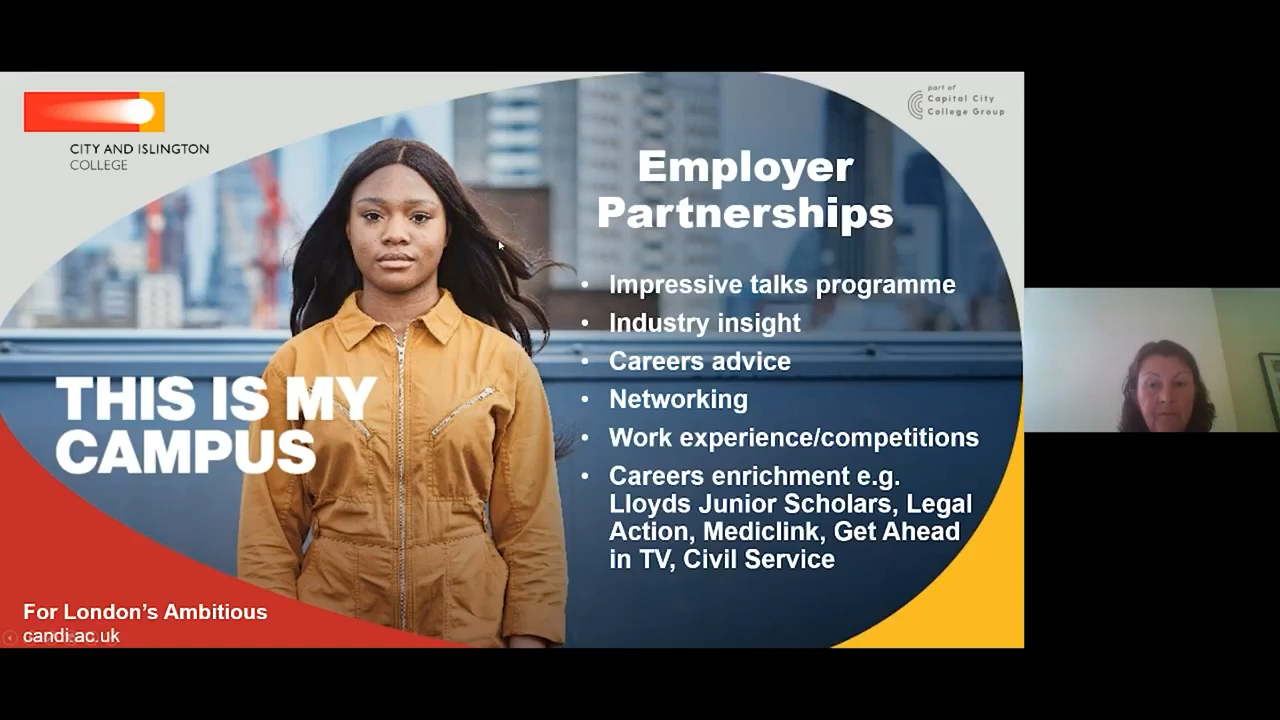 CITY AND ISLINGTON
COLLEGE
part of
Capital City
College Group
Employer
Partnerships
• Impressive talks programme
• Industry insight
• Careers advice
• Networking
• Work experience/competitions
• Careers enrichment e.g.
Lloyds Junior Scholars, Legal
Action, Mediclink, Get Ahead
in TV, Civil Service
THIS IS MY
CAMPUS
For London’s Ambitious
candi.ac.uk